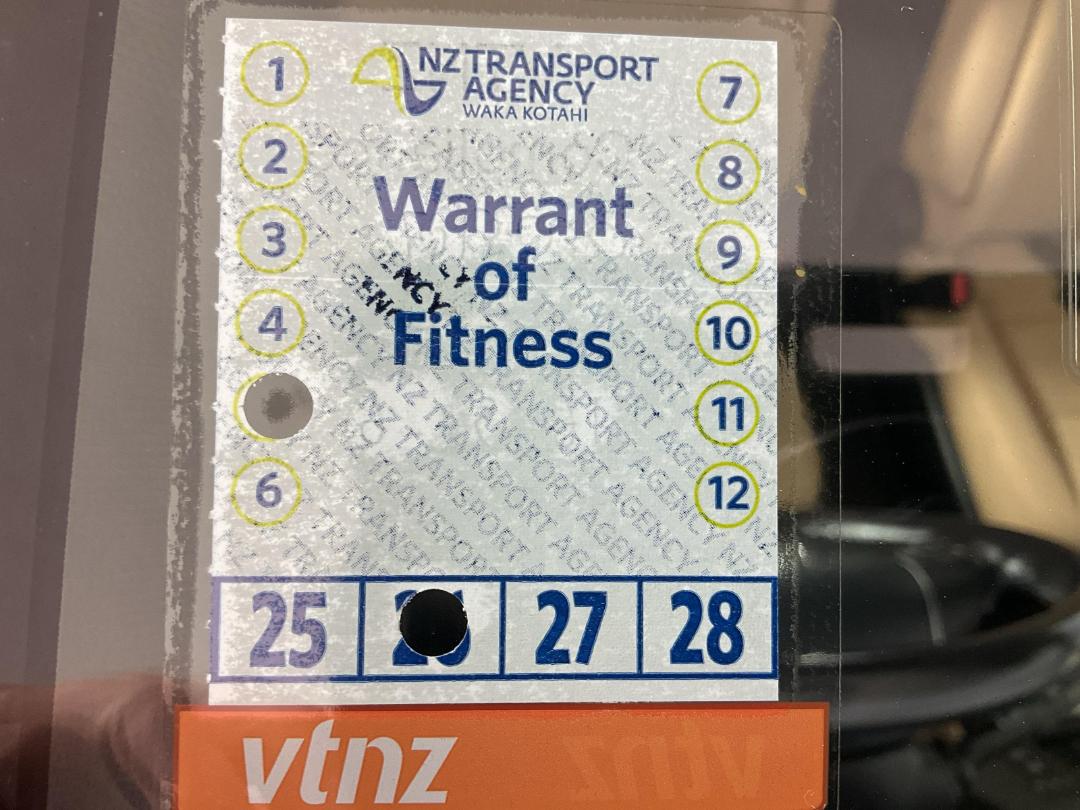 NZ TRANSPORT
AGENCY
WAKA KOTAHI
1
7
2
8
Warrant
3
9
of
4
10
Fitness
11
6
12
25
27
28
vtnz